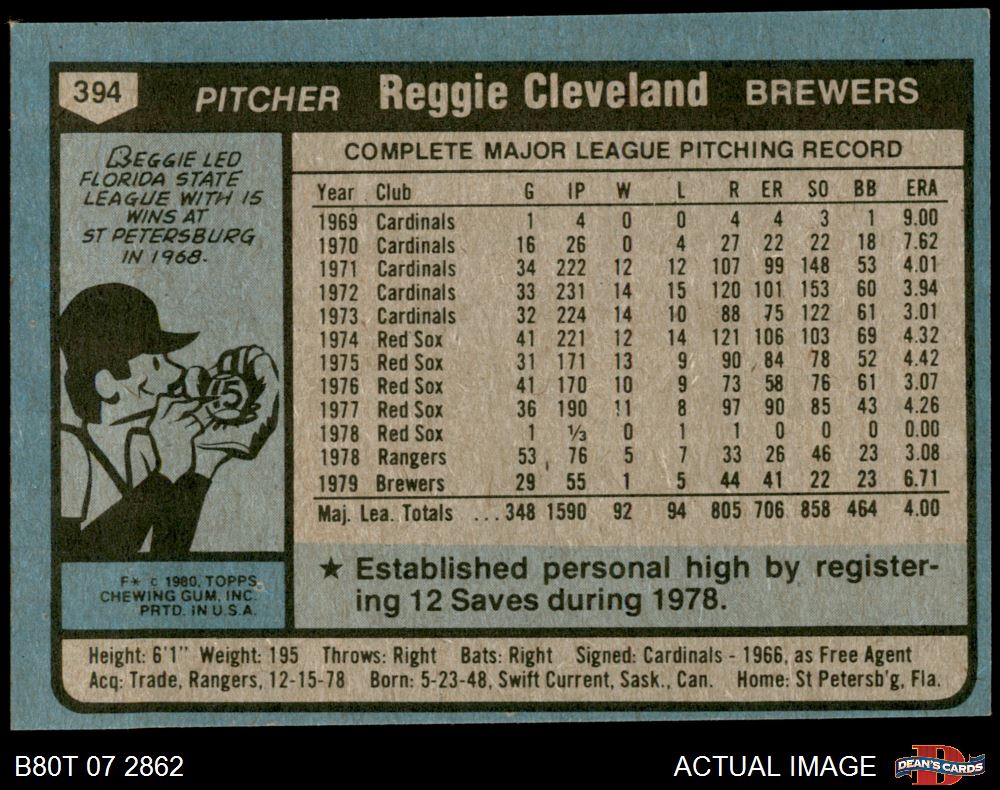 394 PITCHER Reggie Cleveland BREWERS
REGGIE LED
FLORIDA STATE
LEAGUE WITH 15
WINS AT
ST PETERSBURG
IN 1968.
15
F* © 1980, TOPPS
CHEWING GUM, INC.
PRTD. IN U.S.A.
COMPLETE MAJOR LEAGUE PITCHING RECORD
Year Club G IP W L R ER SO BB ERA
1969 Cardinals 1 4 0 0 4 4 3 1 9.00
1970 Cardinals 16 26 0 4 27 22 22 18 7.62
1971 Cardinals 34 222 12 12 107 99 148 53 4.01
1972 Cardinals 33 231 14 15 120 101 153 60 3.94
1973 Cardinals 32 224 14 10 88 75 122 61 3.01
1974 Red Sox 41 221 12 14 121 106 103 69 4.32
1975 Red Sox 31 171 13 9 90 84 78 52 4.42
1976 Red Sox 41 170 10 9 73 58 76 61 3.07
1977 Red Sox 36 190 11 8 97 90 85 43 4.26
1978 Red Sox 1 ⅓ 0 1 1 0 0 0 0.00
1978 Rangers 53 76 5 7 33 26 46 23 3.08
1979 Brewers 29 55 1 5 44 41 22 23 6.71
Maj. Lea. Totals ...348 1590 92 94 805 706 858 464 4.00
★ Established personal high by register-
ing 12 Saves during 1978.
Height: 6'1" Weight: 195 Throws: Right Bats: Right Signed: Cardinals - 1966, as Free Agent
Acq: Trade, Rangers, 12-15-78 Born: 5-23-48, Swift Current, Sask., Can. Home: St Petersb'g, Fla.
B80T 07 2862 ACTUAL IMAGE DEAN'S CARDS